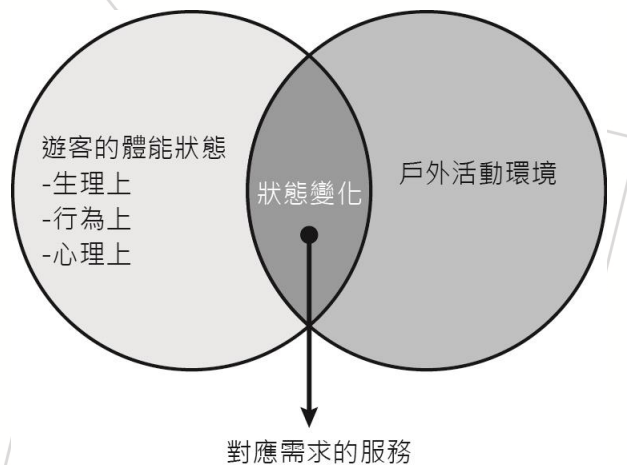 遊客的體能狀態
-生理上
-行為上
-心理上
狀態變化
戶外活動環境
對應需求的服務